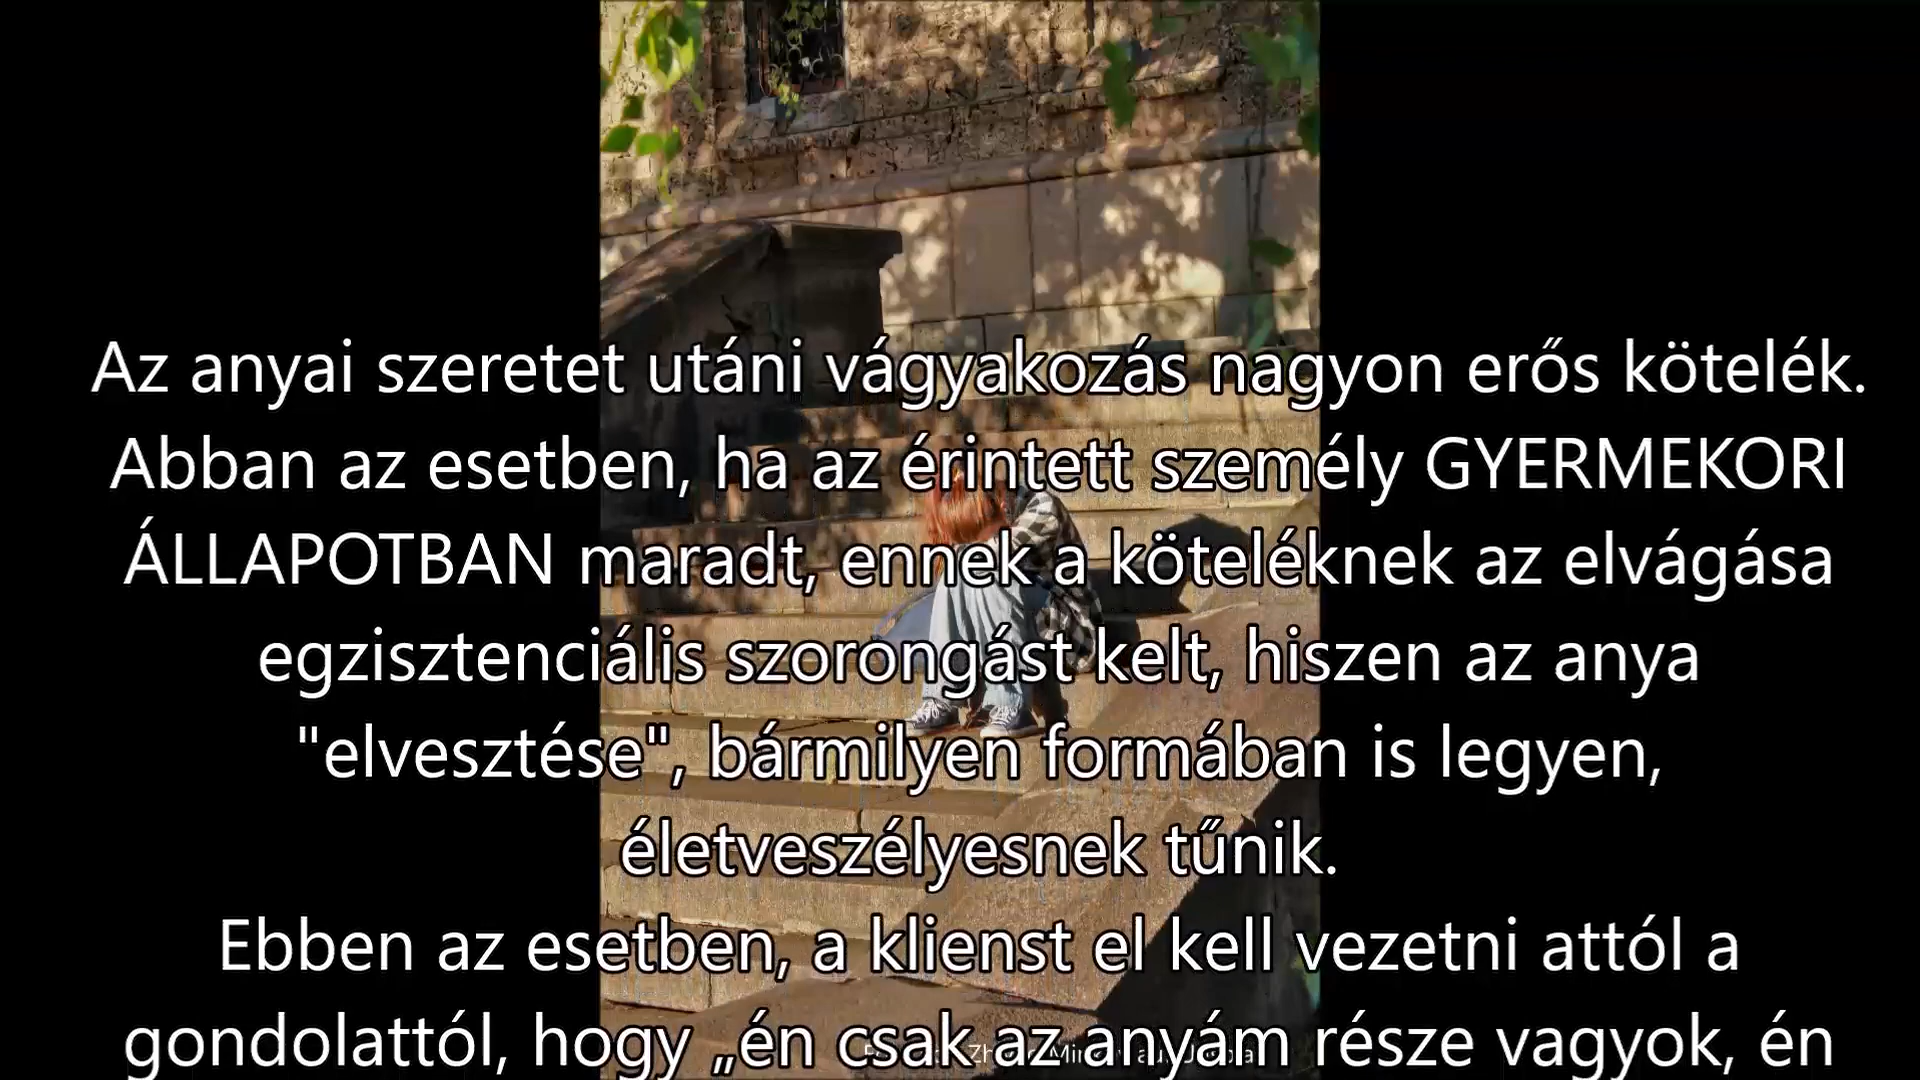 Az anyai szeretet utáni vágyakozás nagyon erős kötelék.
Abban az esetben, ha az érintett személy GYERMEKORI
ÁLLAPOTBAN maradt, ennek a köteléknek az elvágása
egzisztenciális szorongást kelt, hiszen az anya
"elvesztése", bármilyen formában is legyen,
életveszélyesnek tűnik.
Ebben az esetben, a klienst el kell vezetni attól a
gondolattól, hogy „én csak az anyám része vagyok, én